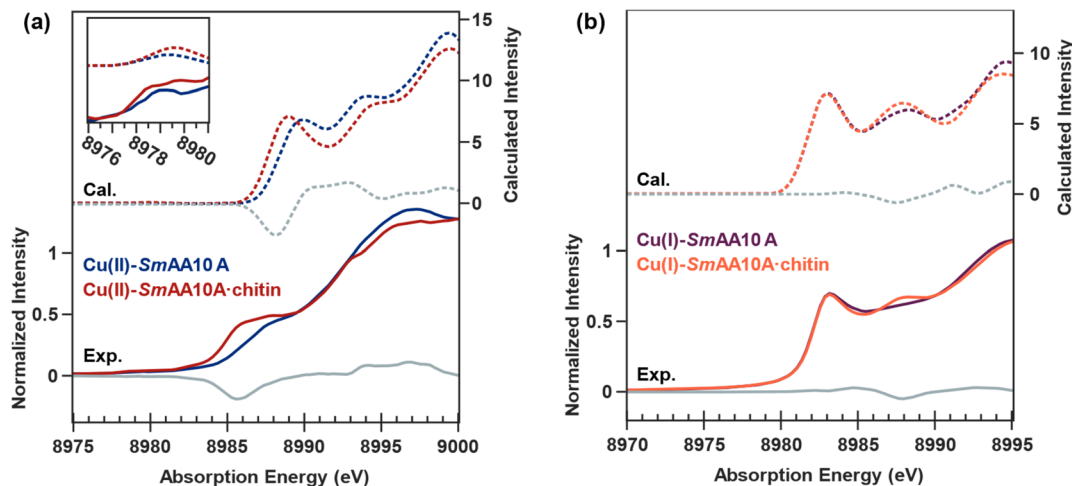 (a)
15
10
5
0
Calculated Intensity
8976
8978
8980
Cal.
Cu(II)-SmAA10 A
Cu(II)-SmAA10A·chitin
Exp.
1
0.5
0
Normalized Intensity
8975
8980
8985
8990
8995
9000
Absorption Energy (eV)
(b)
10
5
0
Calculated Intensity
Cal.
Cu(I)-SmAA10 A
Cu(I)-SmAA10A·chitin
Exp.
1
0.5
0
Normalized Intensity
8970
8975
8980
8985
8990
8995
Absorption Energy (eV)